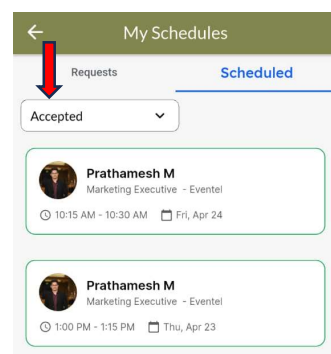 My Schedules
Requests Scheduled
Accepted
Prathamesh M
Marketing Executive - Eventel
10:15 AM - 10:30 AM Fri, Apr 24
Prathamesh M
Marketing Executive - Eventel
1:00 PM - 1:15 PM Thu, Apr 23